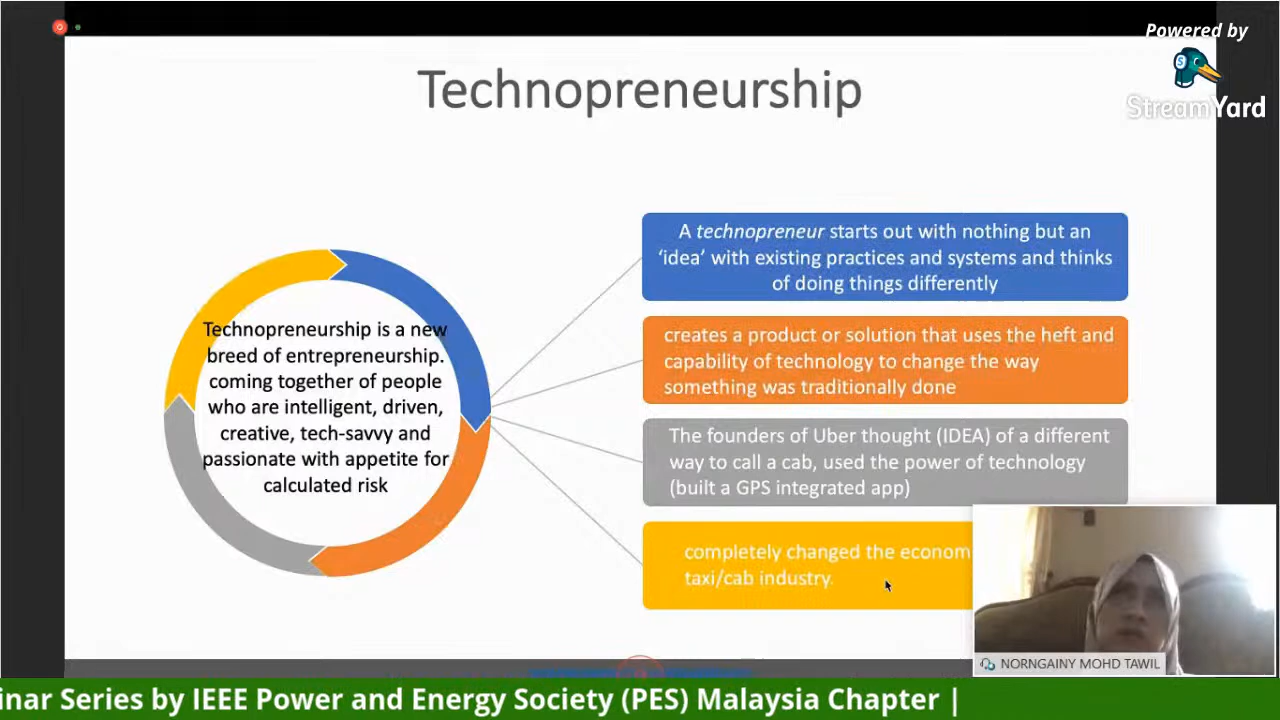 Powered by
StreamYard
Technopreneurship
Technopreneurship is a new
breed of entrepreneurship.
coming together of people
who are intelligent, driven,
creative, tech-savvy and
passionate with appetite for
calculated risk
A technopreneur starts out with nothing but an
‘idea’ with existing practices and systems and thinks
of doing things differently
creates a product or solution that uses the heft and
capability of technology to change the way
something was traditionally done
The founders of Uber thought (IDEA) of a different
way to call a cab, used the power of technology
(built a GPS integrated app)
completely changed the econom
taxi/cab industry.
NORNGAINY MOHD TAWIL
inar Series by IEEE Power and Energy Society (PES) Malaysia Chapter |